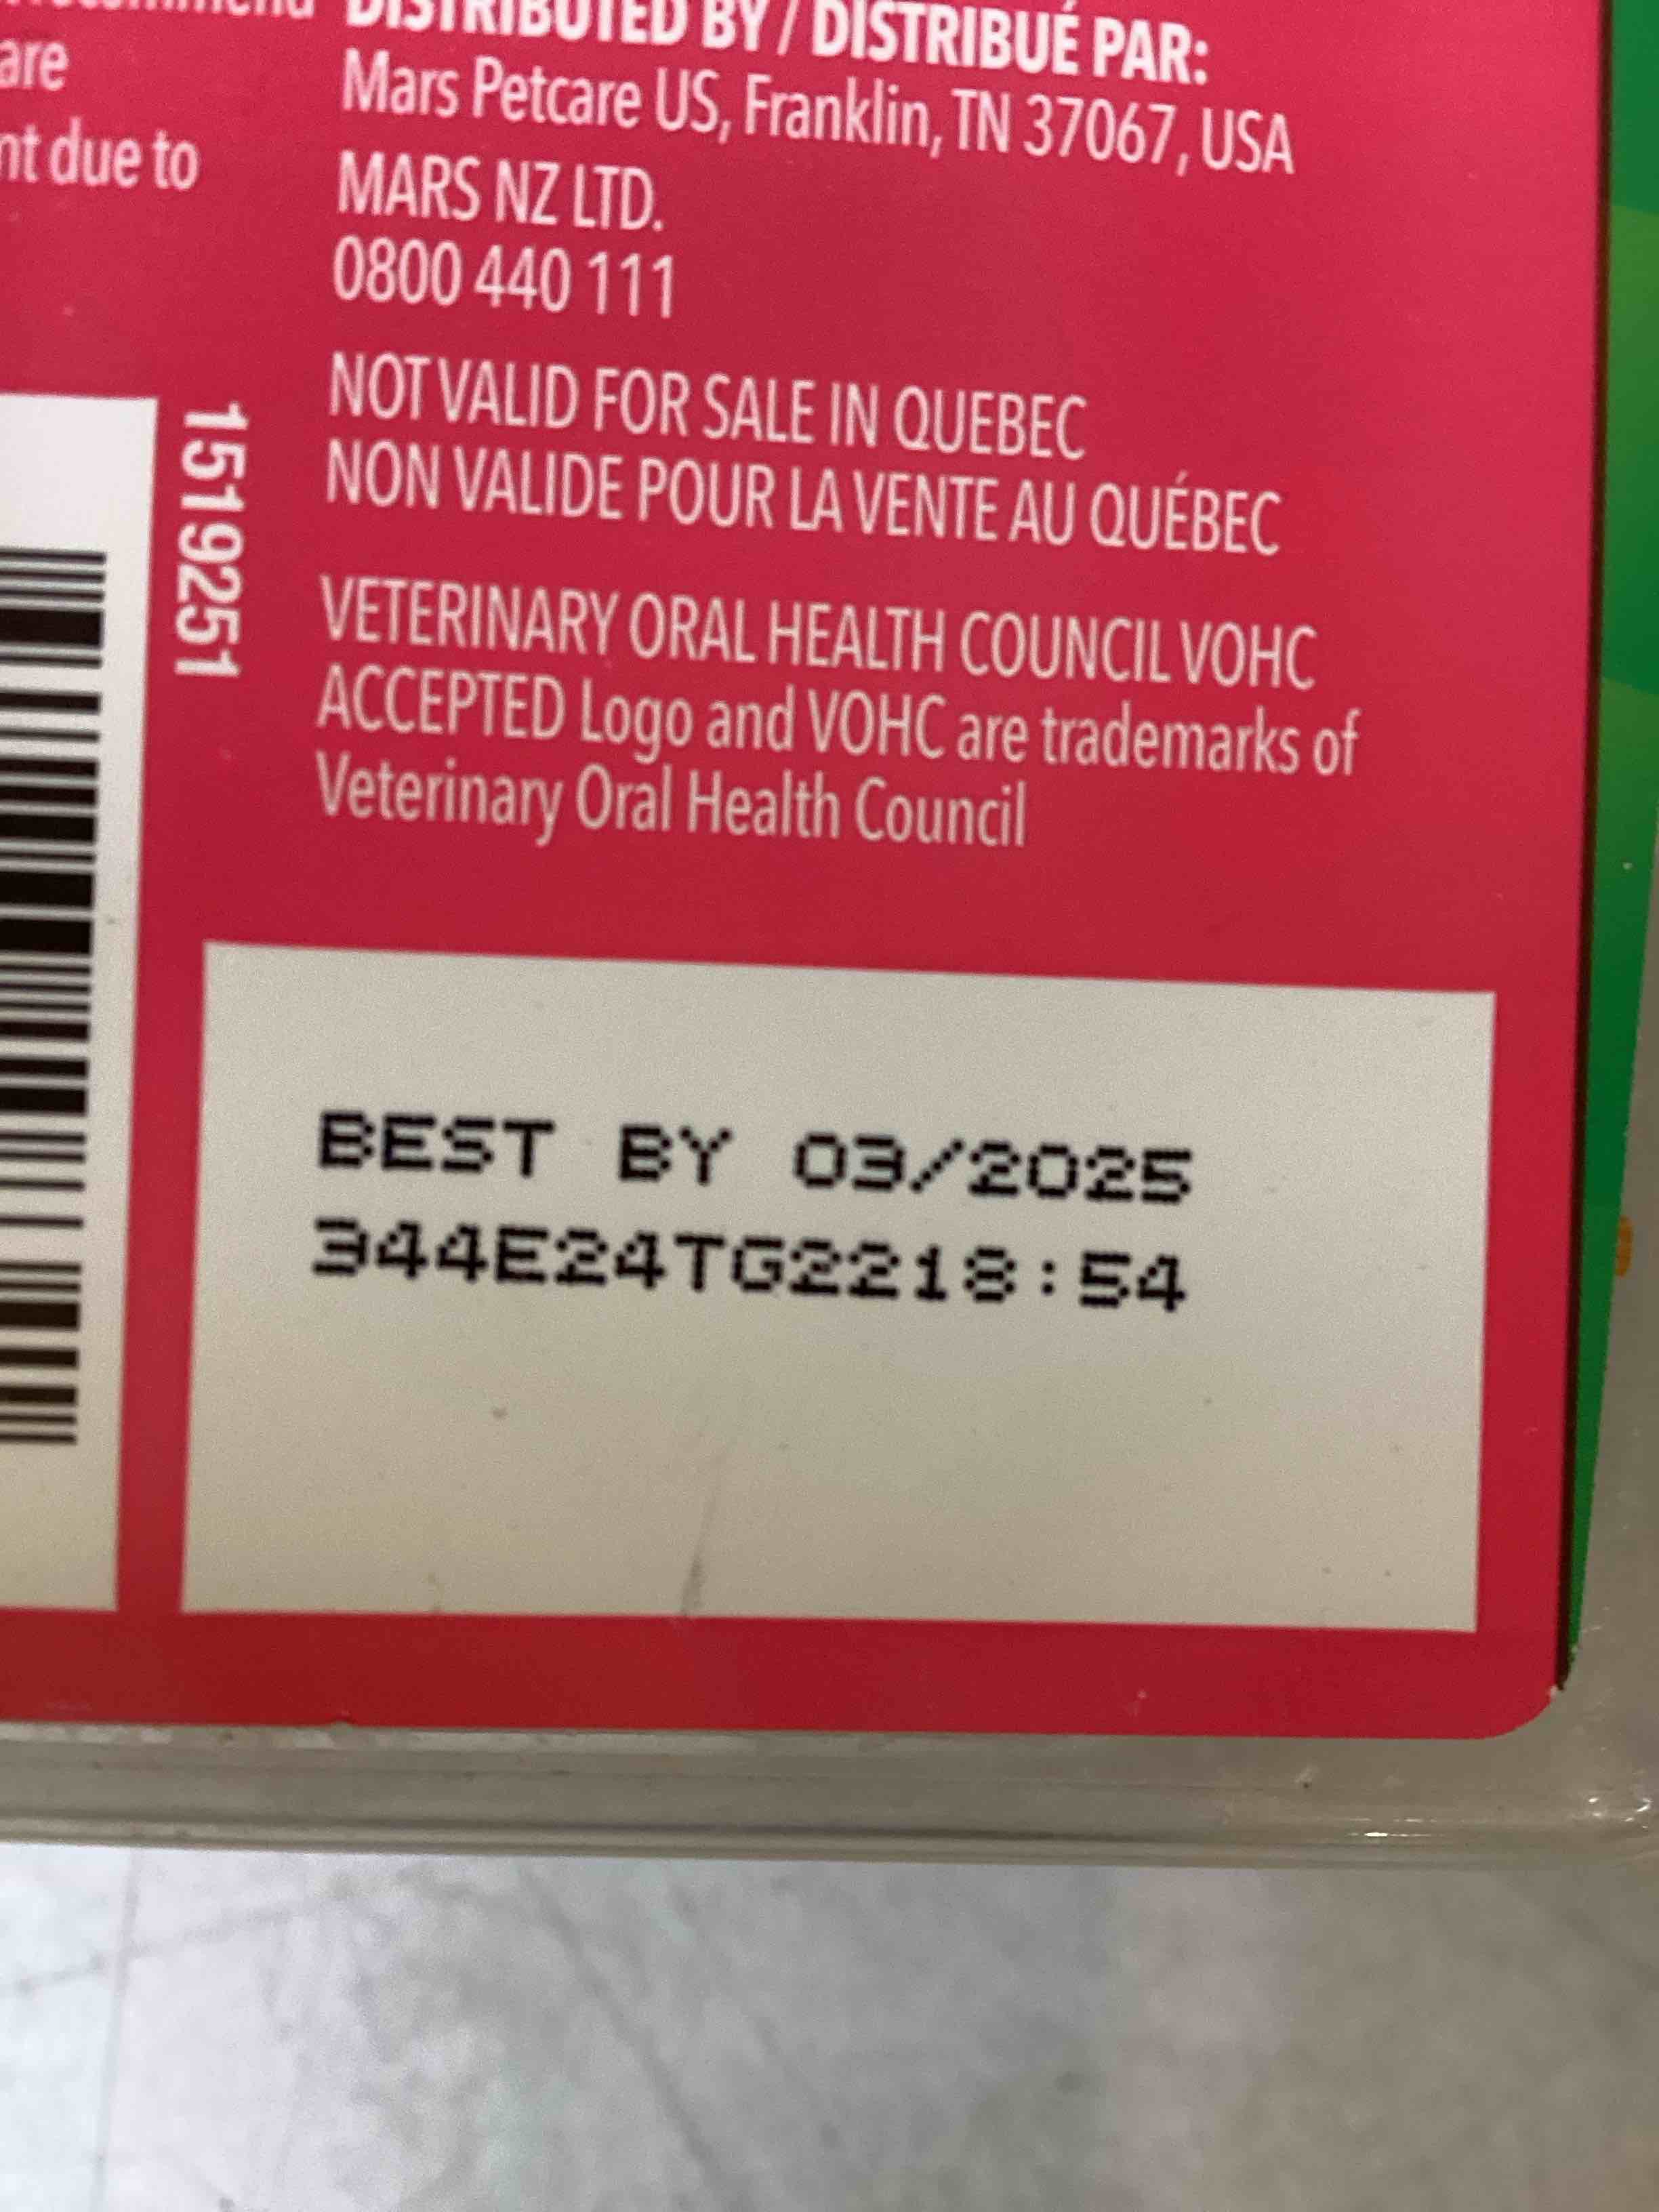 are
nt due to
DISTRIBUTED BY / DISTRIBUÉ PAR:
Mars Petcare US, Franklin, TN 37067, USA
MARS NZ LTD.
0800 440 111
NOT VALID FOR SALE IN QUEBEC
NON VALIDE POUR LA VENTE AU QUÉBEC
VETERINARY ORAL HEALTH COUNCIL VOHC
ACCEPTED Logo and VOHC are trademarks of
Veterinary Oral Health Council
1519251
BEST BY 03/2025
344E24TG2218:54